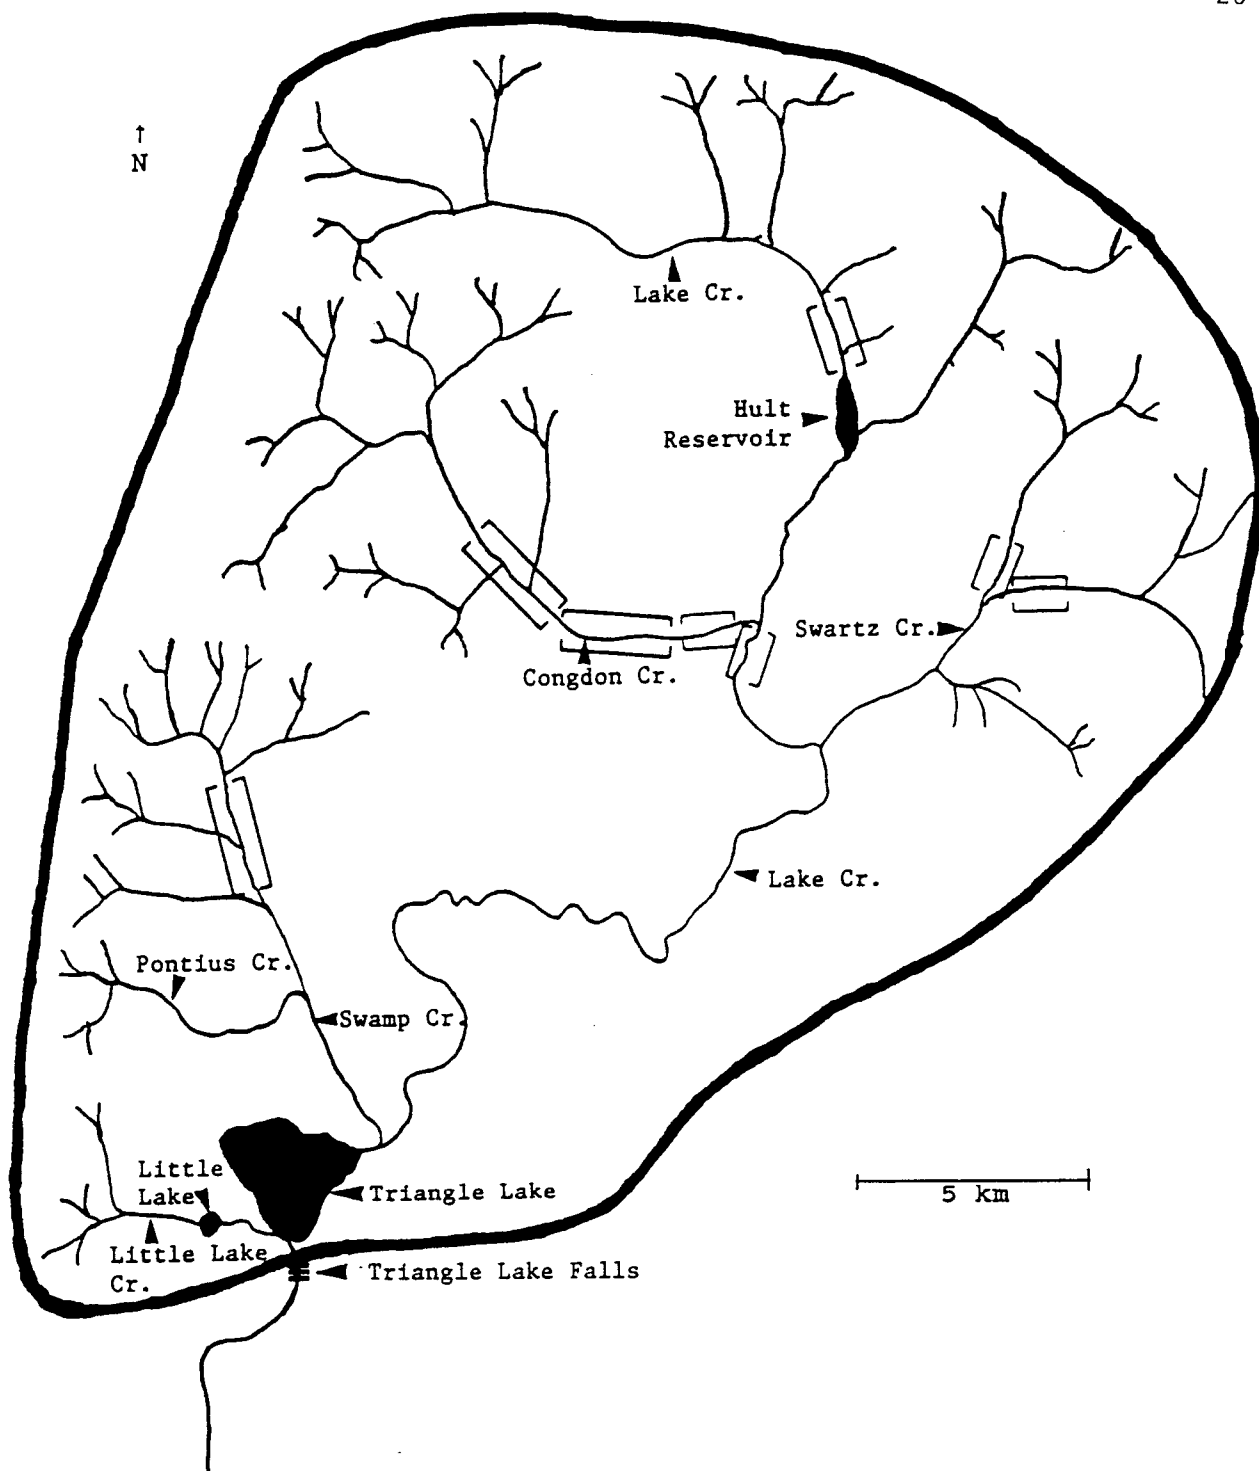 ↑
N
Lake Cr.
Hult
Reservoir
Swartz Cr.
Congdon Cr.
Lake Cr.
Pontius Cr.
Swamp Cr.
Little
Lake
Triangle Lake
5 km
Little Lake
Cr.
Triangle Lake Falls